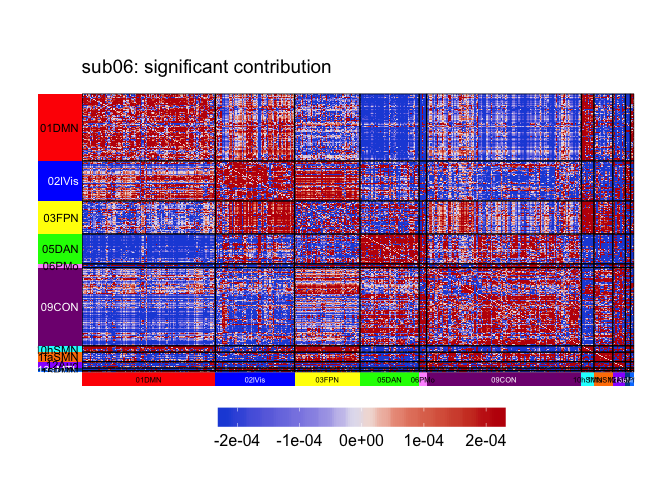 sub06: significant contribution
01DMN
02lVis
03FPN
05DAN
06PMo
09CON
01DMN 02lVis 03FPN 05DAN 06PMo 09CON
-2e-04 -1e-04 0e+00 1e-04 2e-04